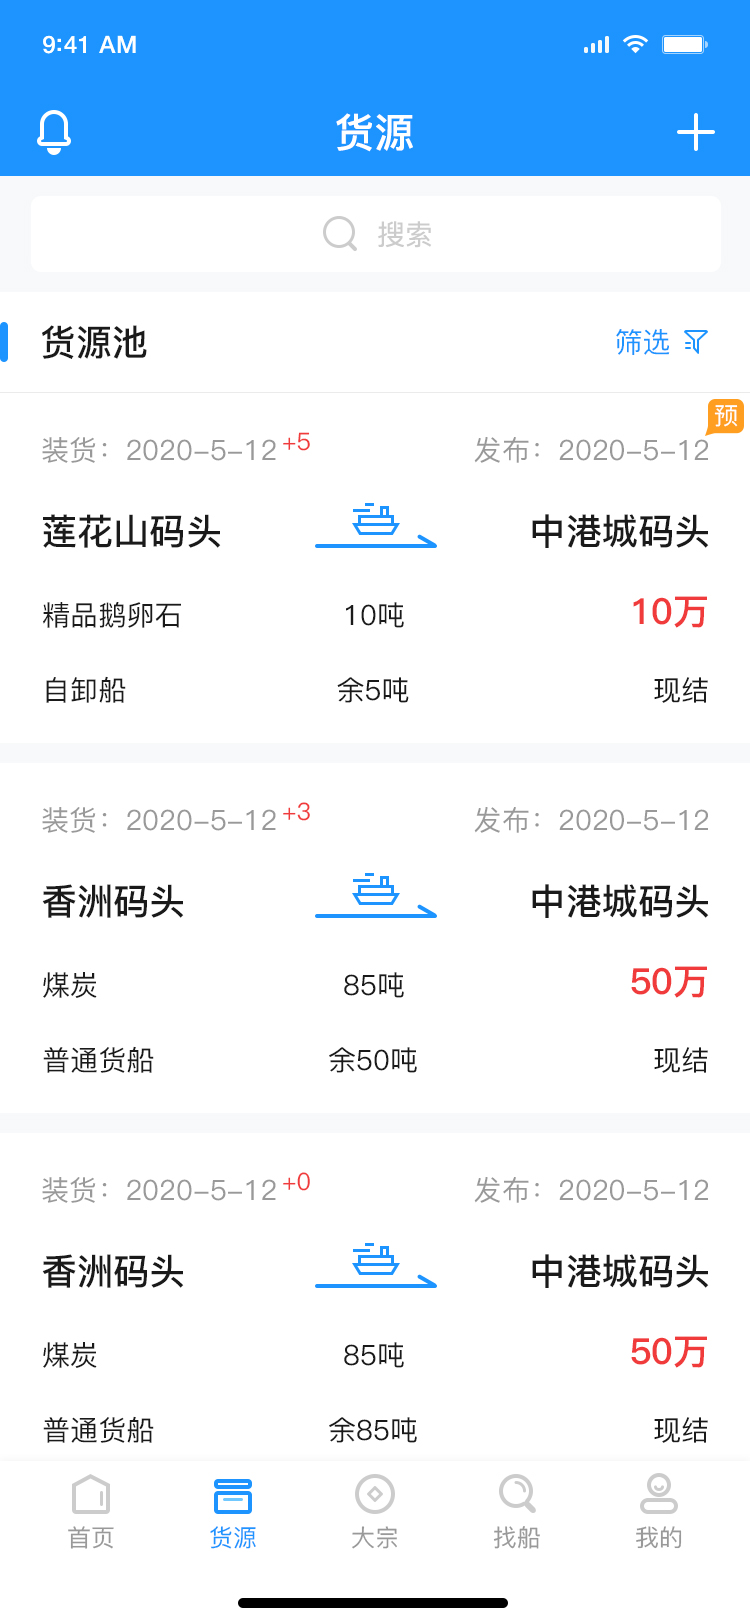 9:41 AM
货源
搜索
货源池
筛选
预
装货：2020-5-12 +5
发布：2020-5-12
莲花山码头
中港城码头
精品鹅卵石
10吨
10万
自卸船
余5吨
现结
装货：2020-5-12 +3
发布：2020-5-12
香洲码头
中港城码头
煤炭
85吨
50万
普通货船
余50吨
现结
装货：2020-5-12 +0
发布：2020-5-12
香洲码头
中港城码头
煤炭
85吨
50万
普通货船
余85吨
现结
首页
货源
大宗
找船
我的